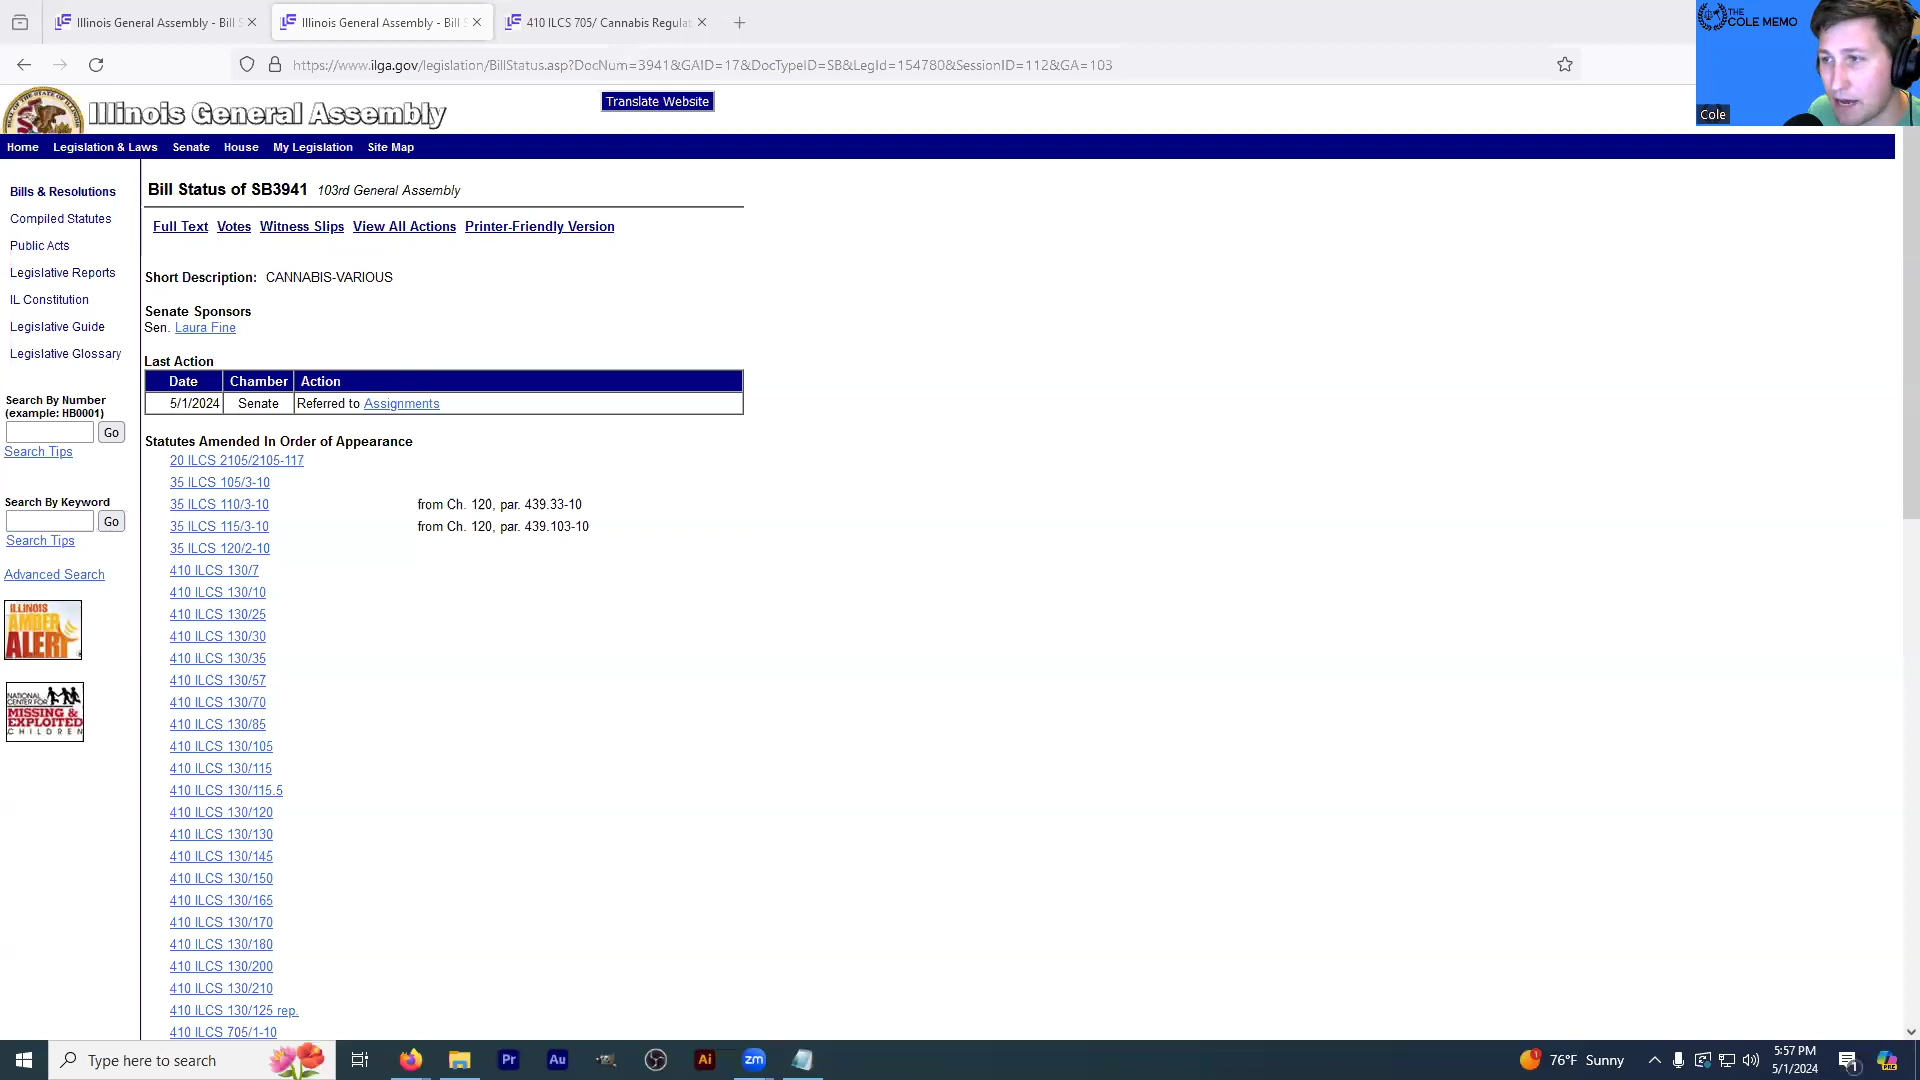 Illinois General Assembly - Bill S
Illinois General Assembly - Bill S
410 ILCS 705/ Cannabis Regulat
https://www.ilga.gov/legislation/BillStatus.asp?DocNum=3941&GAID=17&DocTypeID=SB&LegId=154780&SessionID=112&GA=103
THE
COLE MEMO
Cole
Illinois General Assembly
Translate Website
Home Legislation & Laws Senate House My Legislation Site Map
Bills & Resolutions
Compiled Statutes
Public Acts
Legislative Reports
IL Constitution
Legislative Guide
Legislative Glossary
Search By Number
(example: HB0001)
Go
Search Tips
Search By Keyword
Go
Search Tips
Advanced Search
ILLINOIS
AMBER
ALERT
NATIONAL
CENTER FOR
MISSING &
EXPLOITED
CHILDREN
Bill Status of SB3941 103rd General Assembly
Full Text Votes Witness Slips View All Actions Printer-Friendly Version
Short Description: CANNABIS-VARIOUS
Senate Sponsors
Sen. Laura Fine
Last Action
Date Chamber Action
5/1/2024 Senate Referred to Assignments
Statutes Amended In Order of Appearance
20 ILCS 2105/2105-117
35 ILCS 105/3-10
35 ILCS 110/3-10 from Ch. 120, par. 439.33-10
35 ILCS 115/3-10 from Ch. 120, par. 439.103-10
35 ILCS 120/2-10
410 ILCS 130/7
410 ILCS 130/10
410 ILCS 130/25
410 ILCS 130/30
410 ILCS 130/35
410 ILCS 130/57
410 ILCS 130/70
410 ILCS 130/85
410 ILCS 130/105
410 ILCS 130/115
410 ILCS 130/115.5
410 ILCS 130/120
410 ILCS 130/130
410 ILCS 130/145
410 ILCS 130/150
410 ILCS 130/165
410 ILCS 130/170
410 ILCS 130/180
410 ILCS 130/200
410 ILCS 130/210
410 ILCS 130/125 rep.
410 ILCS 705/1-10
Type here to search
Pr
Au
Ai
zm
1
76°F Sunny
5:57 PM
5/1/2024
1
PRE